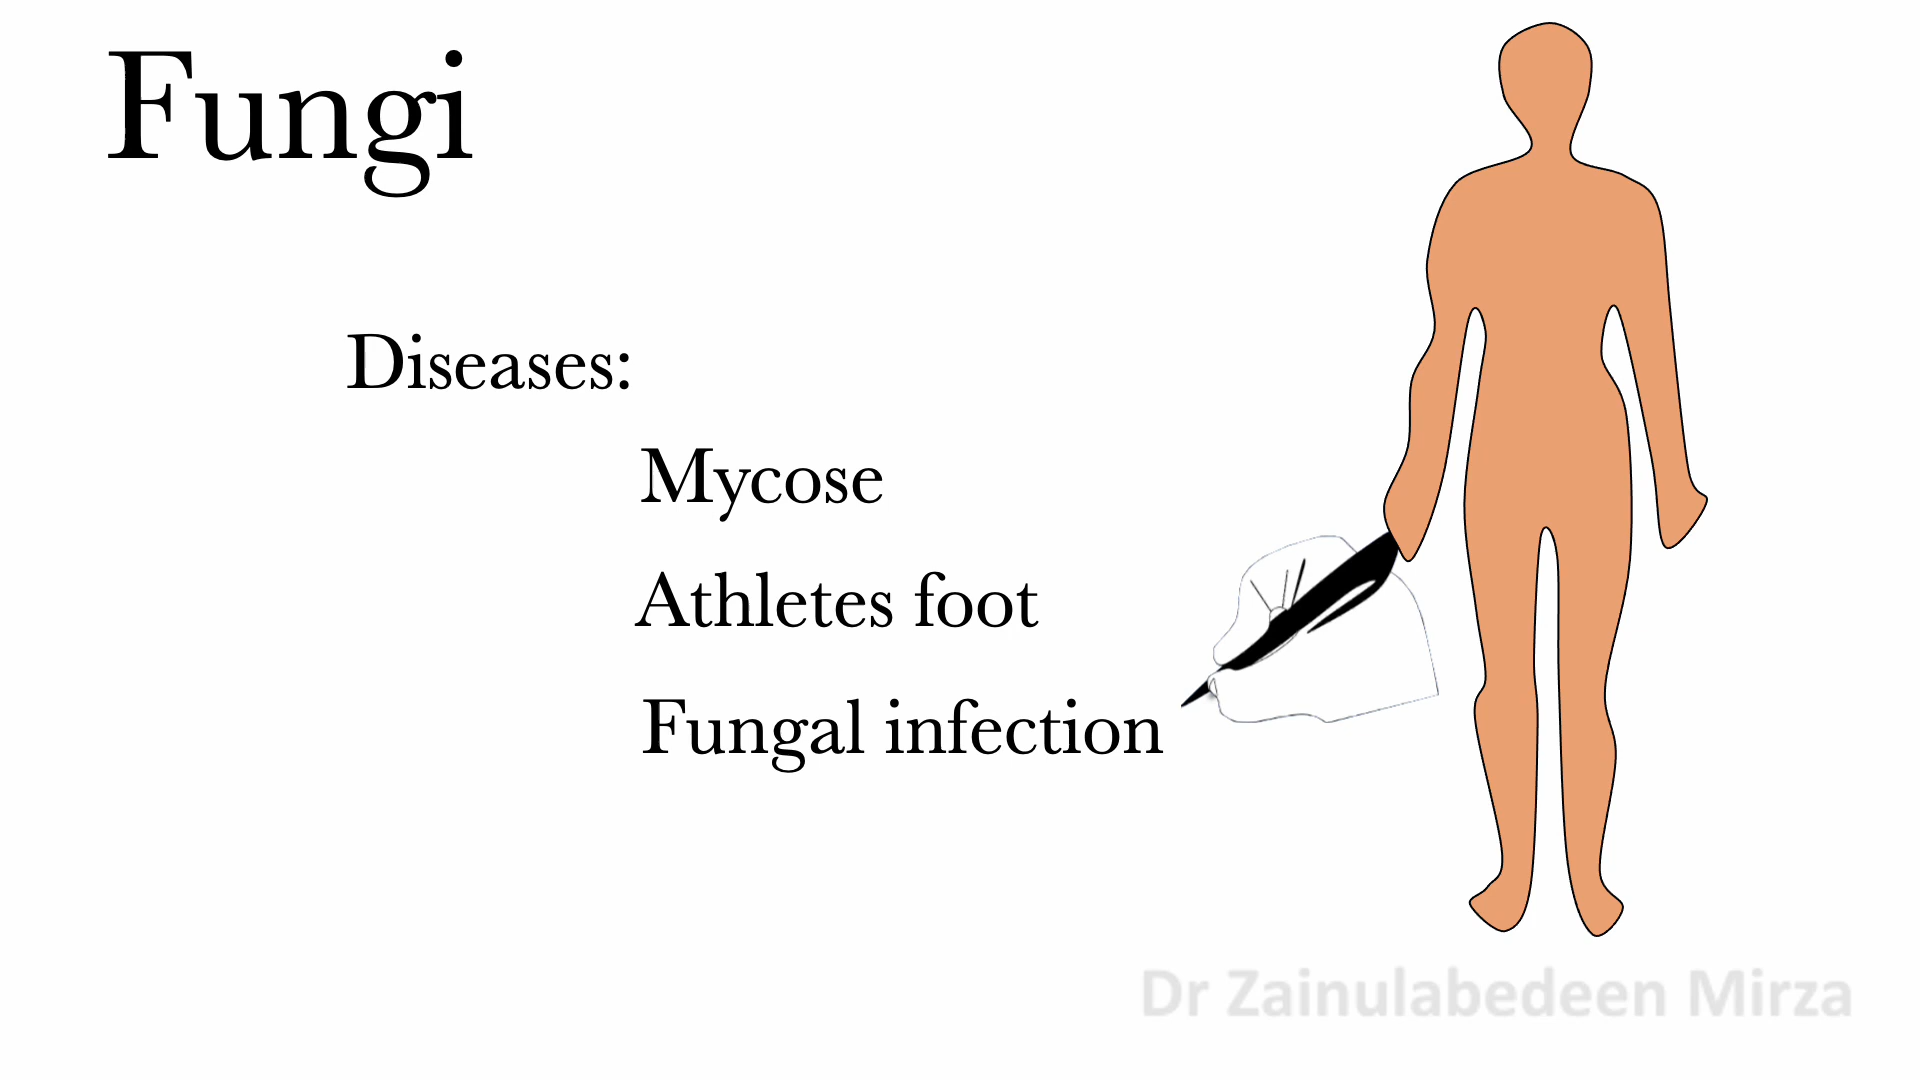 Fungi
Diseases:
Mycose
Athletes foot
Fungal infection
Dr Zainulabedeen Mirza